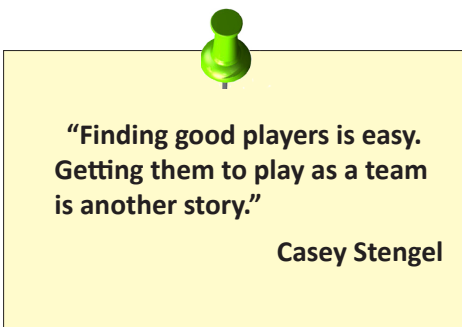 “Finding good players is easy.
Getting them to play as a team
is another story.”
Casey Stengel